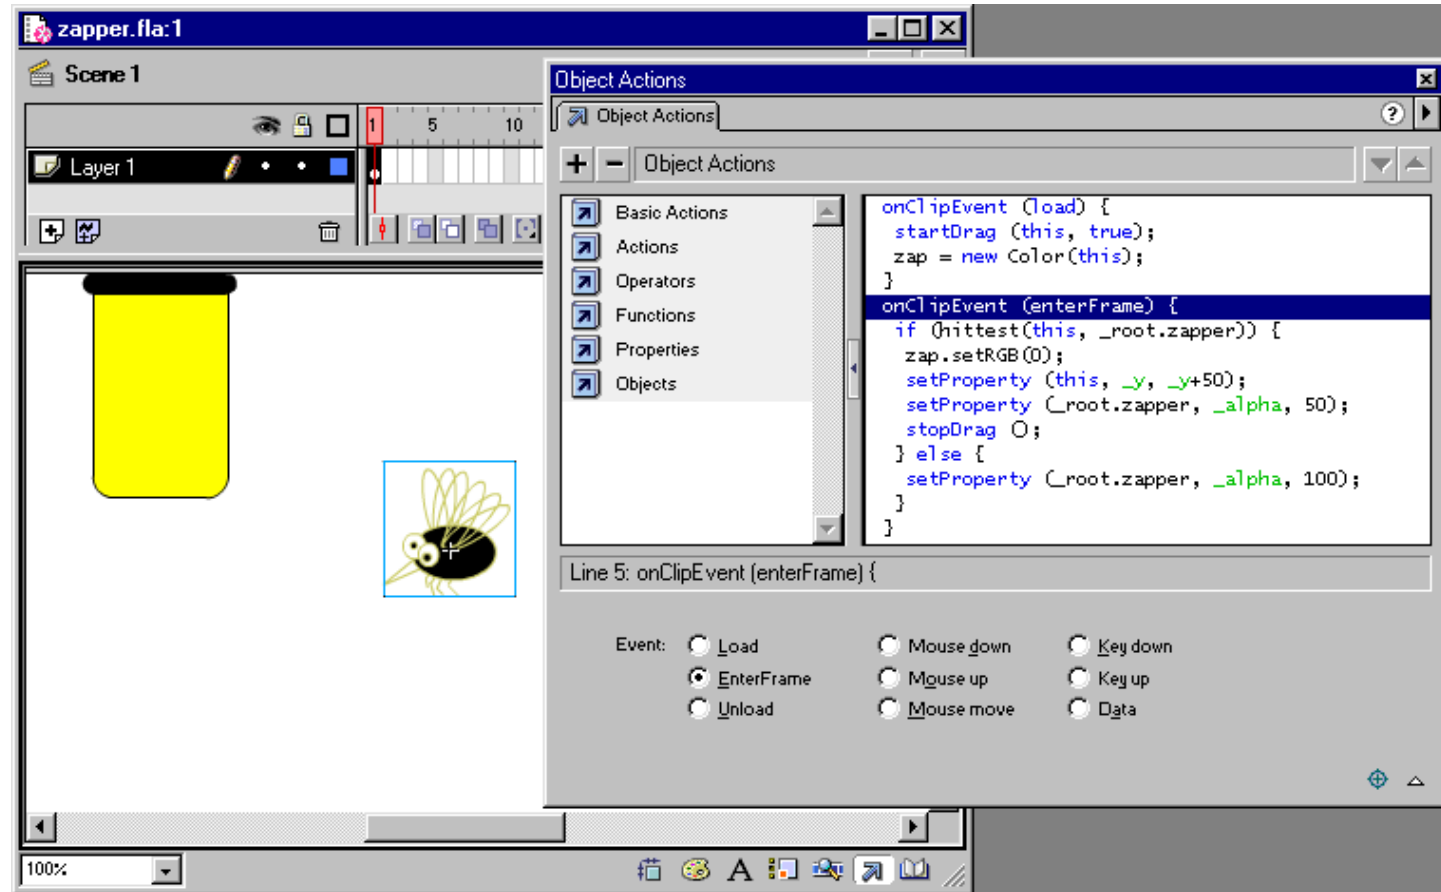 zapper.fla:1
Scene 1
1 5 10
Layer 1
100%
A
Object Actions
Object Actions
?
Object Actions
Basic Actions
Actions
Operators
Functions
Properties
Objects
onClipEvent (load) {
startDrag (this, true);
zap = new Color(this);
}
onClipEvent (enterFrame) {
if (hittest(this, _root.zapper)) {
zap.setRGB(0);
setProperty (this, _y, _y+50);
setProperty (_root.zapper, _alpha, 50);
stopDrag ();
} else {
setProperty (_root.zapper, _alpha, 100);
}
}
Line 5: onClipEvent (enterFrame) {
Event: Load Mouse down Key down
EnterFrame Mouse up Key up
Unload Mouse move Data